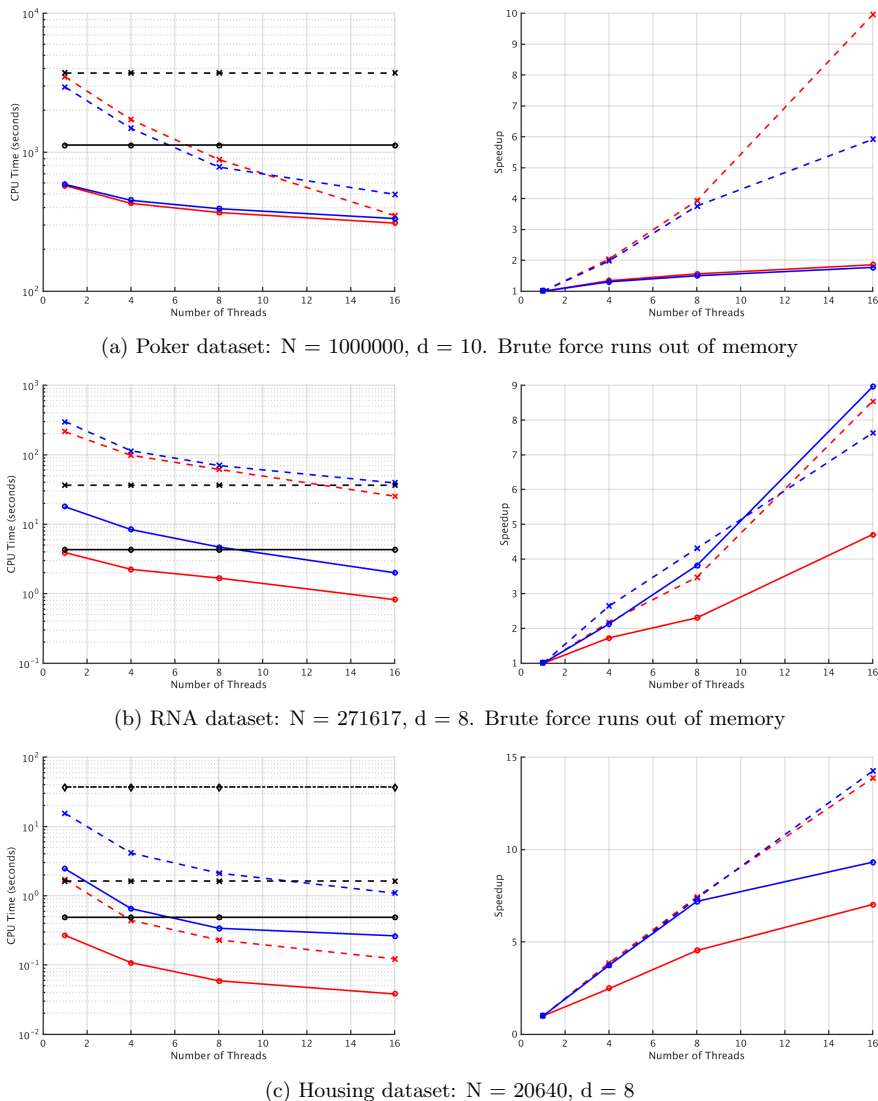 10^4
10^3
10^2
CPU Time (seconds)
0 2 4 6 8 10 12 14 16
Number of Threads
10
9
8
7
6
5
4
3
2
1
Speedup
0 2 4 6 8 10 12 14 16
Number of Threads
(a) Poker dataset: N = 1000000, d = 10. Brute force runs out of memory
10^3
10^2
10^1
10^0
10^-1
CPU Time (seconds)
0 2 4 6 8 10 12 14 16
Number of Threads
9
8
7
6
5
4
3
2
1
Speedup
0 2 4 6 8 10 12 14 16
Number of Threads
(b) RNA dataset: N = 271617, d = 8. Brute force runs out of memory
10^2
10^1
10^0
10^-1
10^-2
CPU Time (seconds)
0 2 4 6 8 10 12 14 16
Number of Threads
15
10
5
0
Speedup
0 2 4 6 8 10 12 14 16
Number of Threads
(c) Housing dataset: N = 20640, d = 8